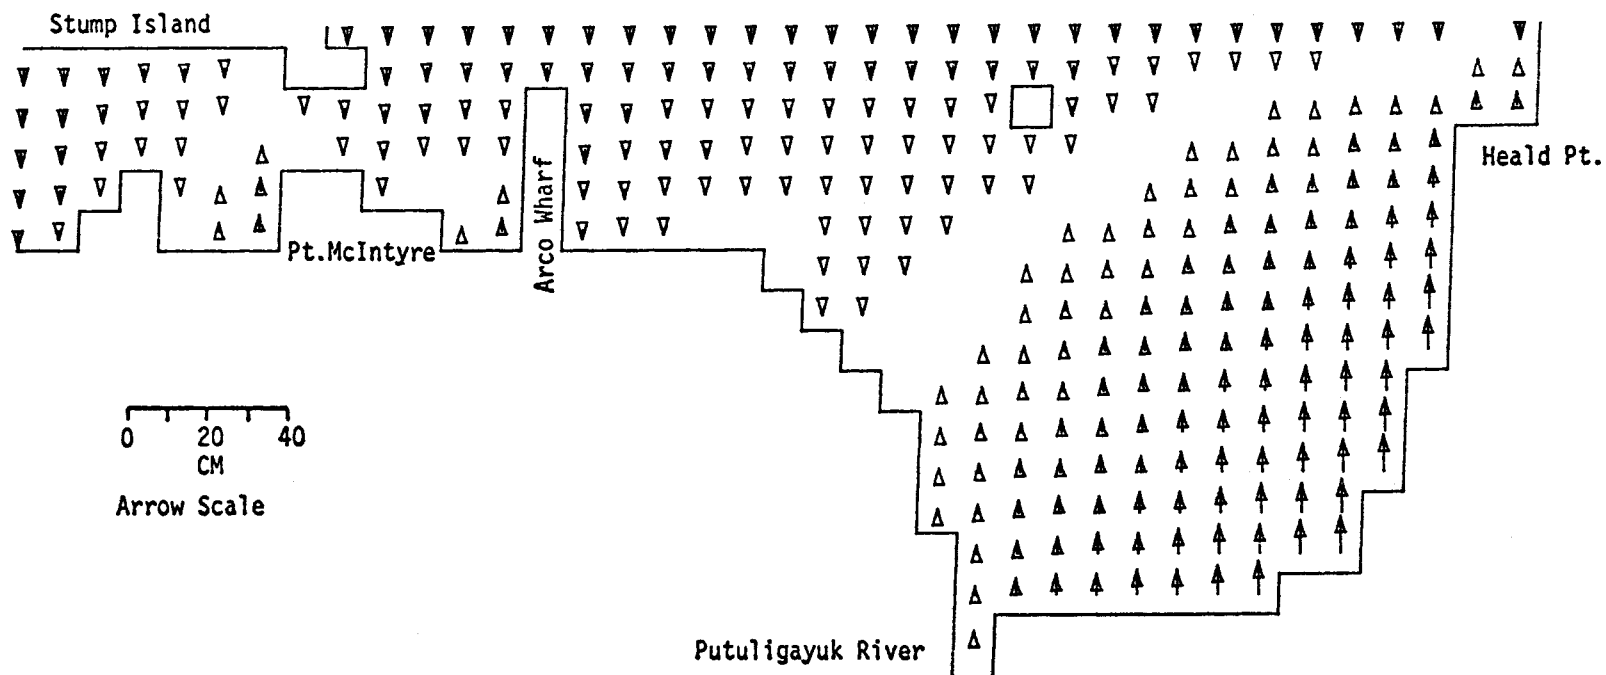 Stump Island
Heald Pt.
Arco Wharf
Pt.McIntyre
0 20 40
CM
Arrow Scale
Putuligayuk River